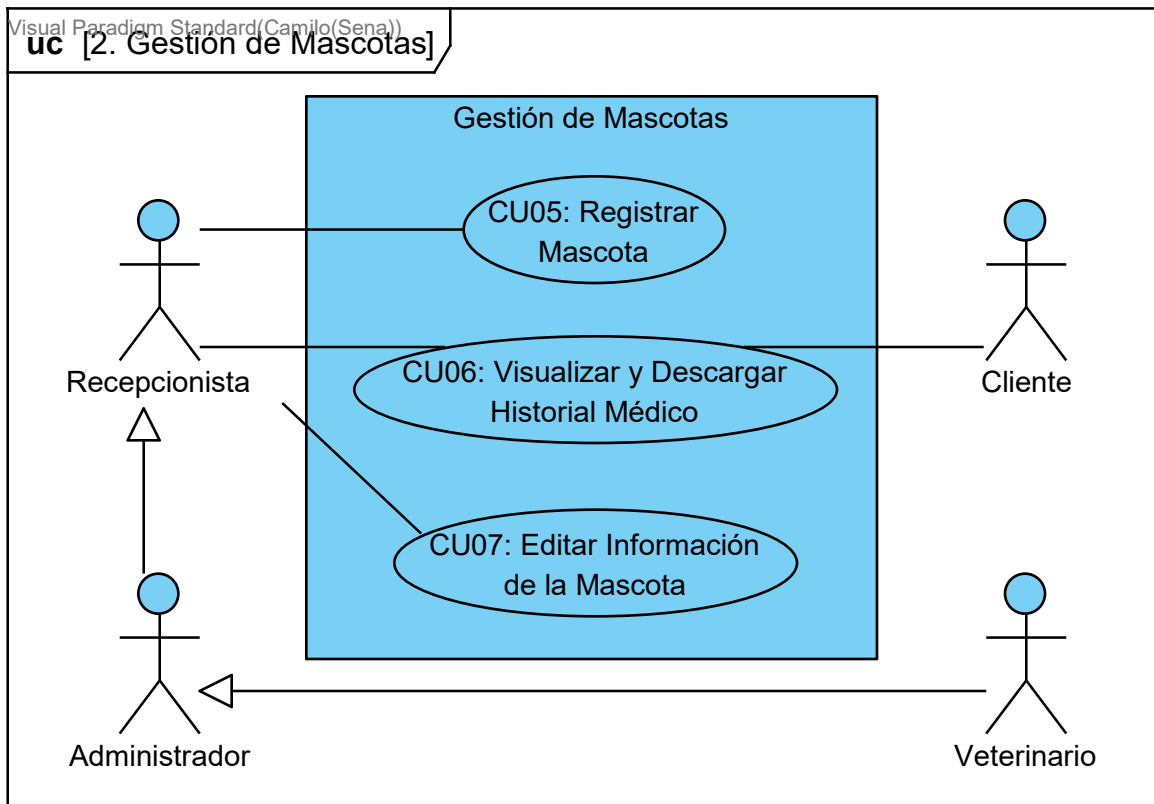 Visual Paradigm Standard(Camilo(Sena))
uc [2. Gestión de Mascotas]
Gestión de Mascotas
CU05: Registrar
Mascota
CU06: Visualizar y Descargar
Historial Médico
Recepcionista
Cliente
CU07: Editar Información
de la Mascota
Administrador
Veterinario